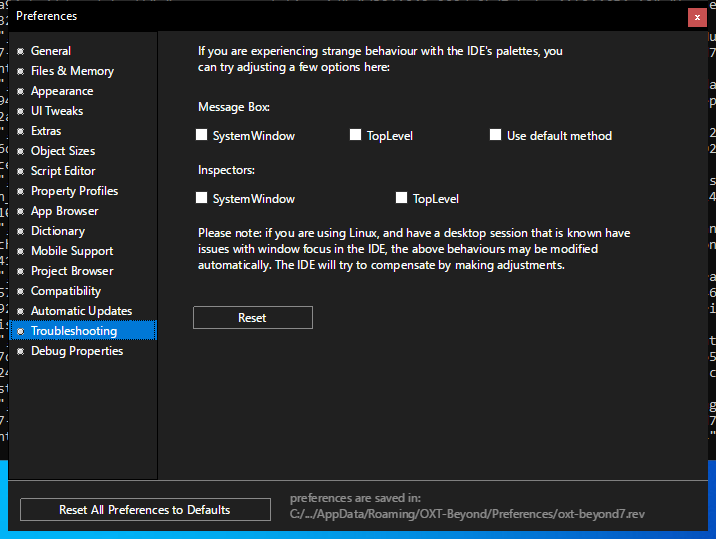 Preferences
x
General
Files & Memory
Appearance
UI Tweaks
Extras
Object Sizes
Script Editor
Property Profiles
App Browser
Dictionary
Mobile Support
Project Browser
Compatibility
Automatic Updates
Troubleshooting
Debug Properties
If you are experiencing strange behaviour with the IDE's palettes, you
can try adjusting a few options here:
Message Box:
SystemWindow TopLevel Use default method
Inspectors:
SystemWindow TopLevel
Please note: if you are using Linux, and have a desktop session that is known have
issues with window focus in the IDE, the above behaviours may be modified
automatically. The IDE will try to compensate by making adjustments.
Reset
Reset All Preferences to Defaults
preferences are saved in:
C:/.../AppData/Roaming/OXT-Beyond/Preferences/oxt-beyond7.rev